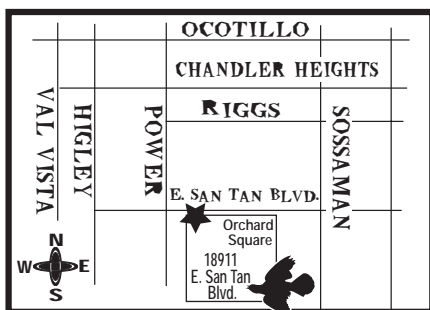 OCOTILLO
CHANDLER HEIGHTS
RIGGS
VAL VISTA
HIGLEY
POWER
SOSSAMAN
E. SAN TAN BLVD.
Orchard
Square
18911
E. San Tan
Blvd.
N
W E
S